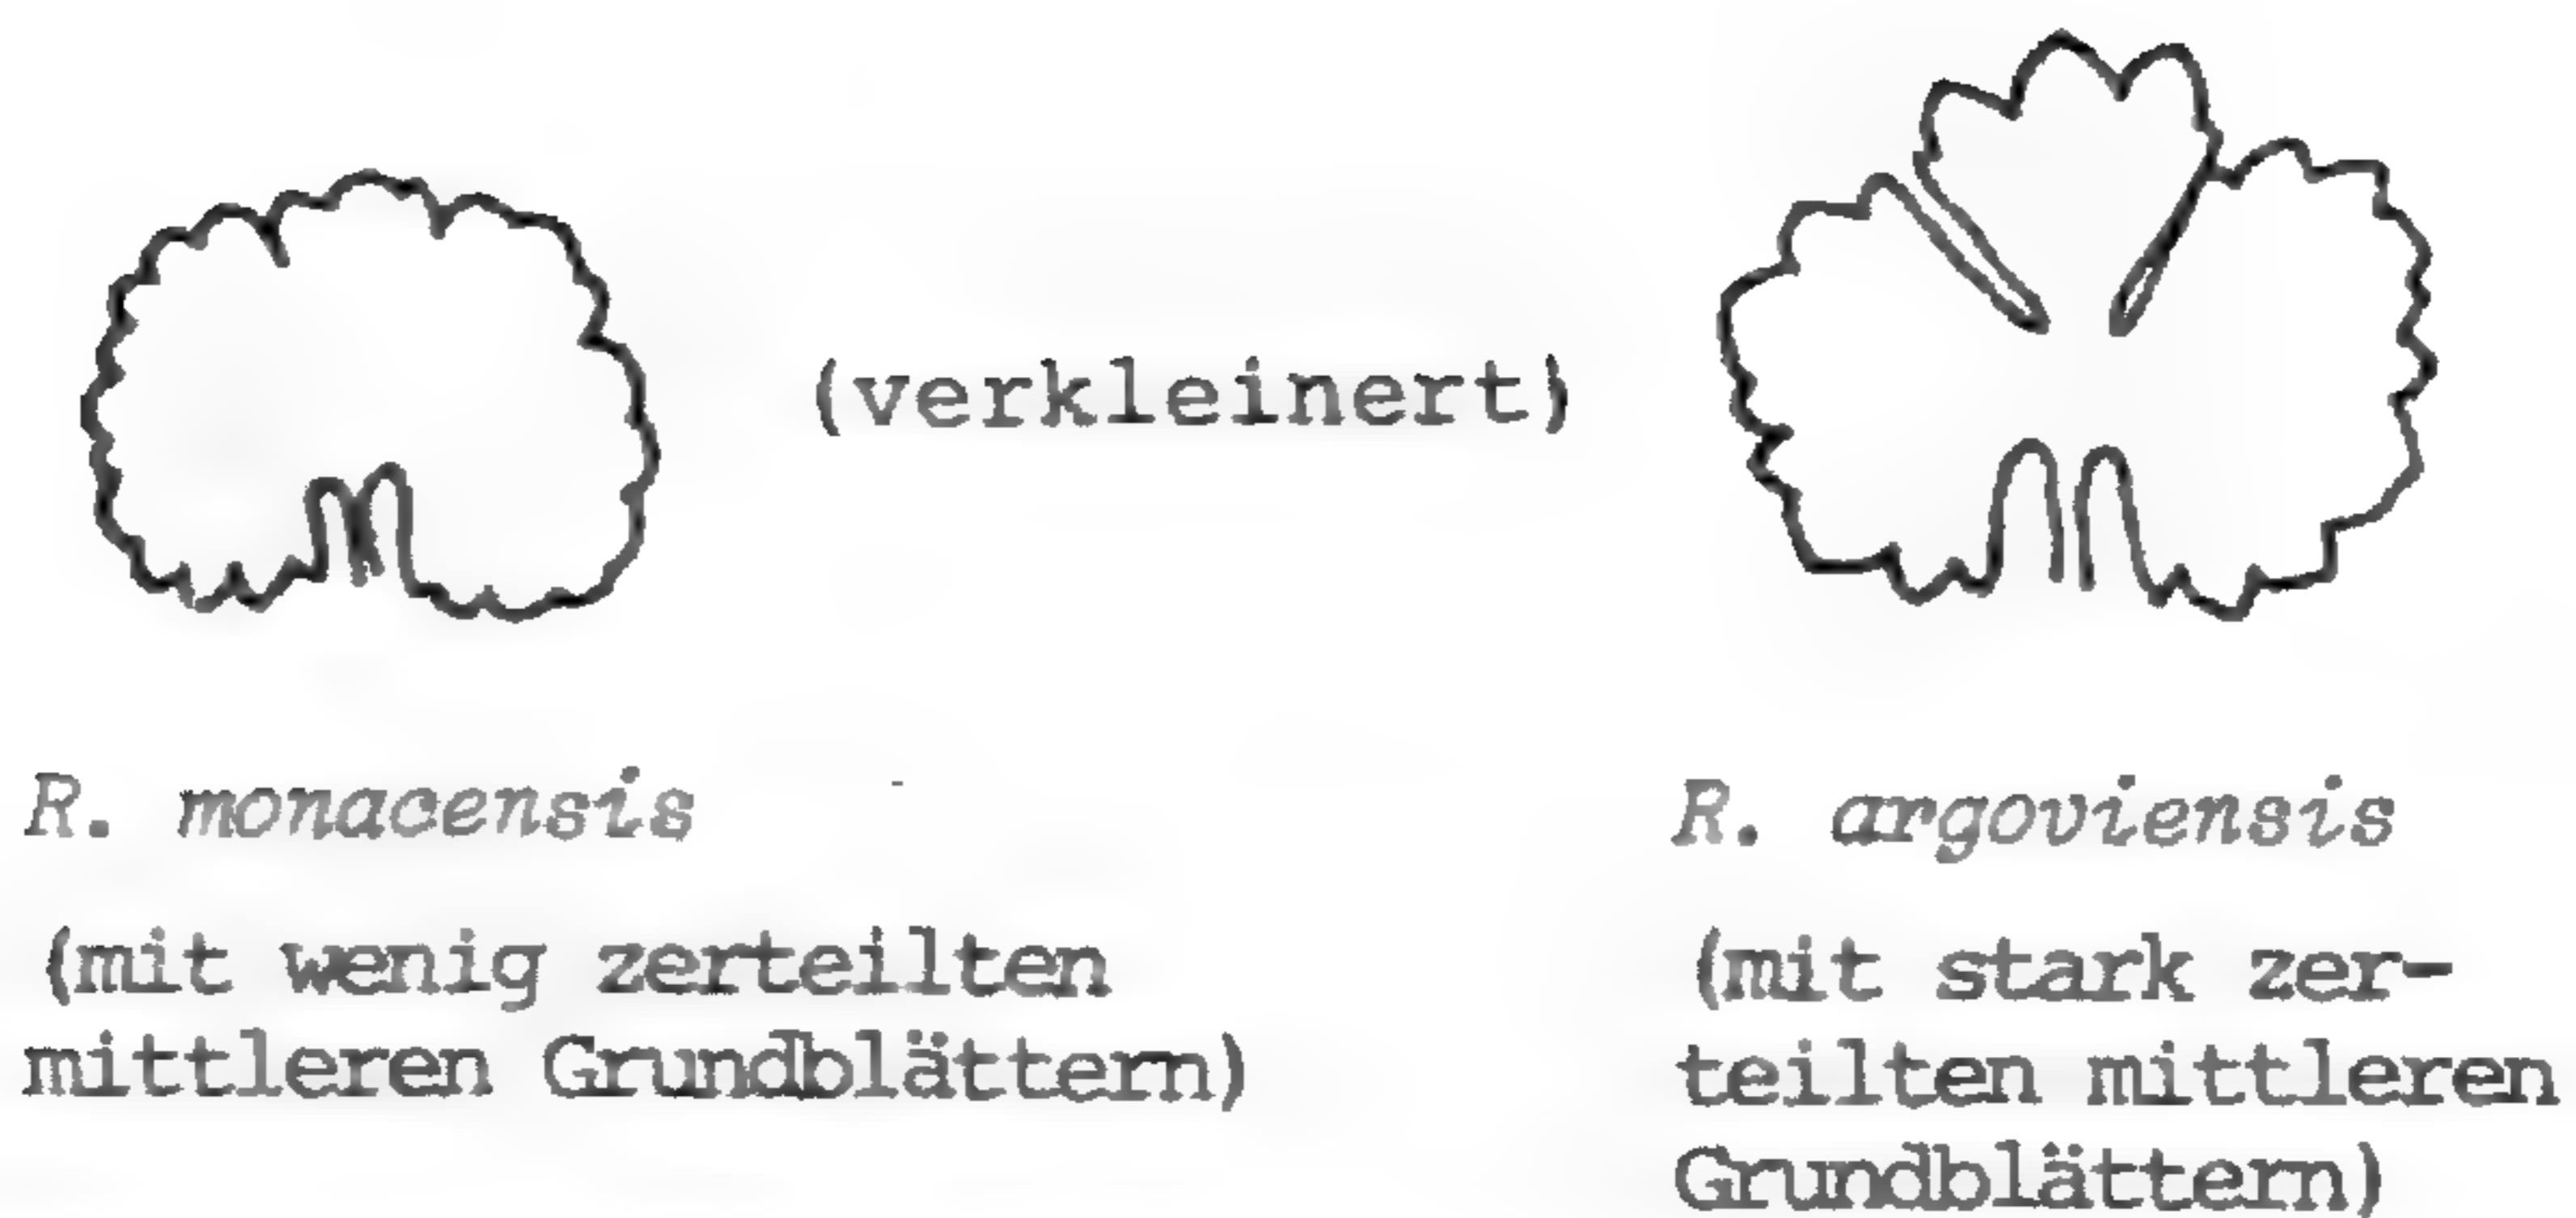 (verkleinert)
R. monacensis
(mit wenig zerteilten
mittleren Grundblättern)
R. argoviensis
(mit stark zer-
teilten mittleren
Grundblättern)